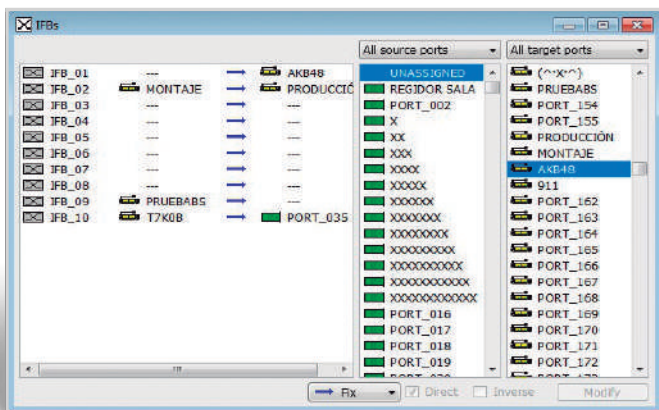 IFBs
All source ports
All target ports
IFB_01 --- AKB48
IFB_02 MONTAJE PRODUCCIÓ
IFB_03 --- ---
IFB_04 --- ---
IFB_05 --- ---
IFB_06 --- ---
IFB_07 --- ---
IFB_08 --- ---
IFB_09 PRUEBABS ---
IFB_10 T7K0B PORT_035
UNASSIGNED
REGIDOR SALA
PORT_002
X
XX
XXX
XXXX
XXXXX
XXXXXX
XXXXXXX
XXXXXXXX
XXXXXXXXX
XXXXXXXXXX
XXXXXXXXXXX
XXXXXXXXXXXX
PORT_016
PORT_017
PORT_018
PORT_019
(^·X·^)
PRUEBABS
PORT_154
PORT_155
PRODUCCIÓN
MONTAJE
AKB48
911
PORT_162
PORT_163
PORT_164
PORT_165
PORT_166
PORT_167
PORT_168
PORT_169
PORT_170
PORT_171
PORT_172
Fix
Direct
Inverse
Modify